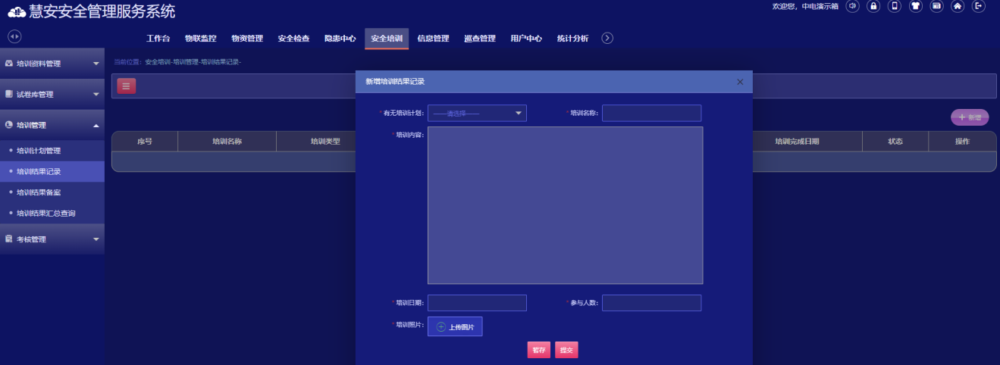 慧安安全管理服务系统
欢迎您，中电演示箱
工作台 物联监控 物资管理 安全检查 隐患中心 安全培训 信息管理 巡查管理 用户中心 统计分析
培训资料管理
当前位置：安全培训-培训管理-培训结果记录-
新增培训结果记录
试卷库管理
*有无培训计划： ——请选择—— *培训名称：
培训管理
+ 新增
*培训内容：
序号 培训名称 培训类型 培训完成日期 状态 操作
培训计划管理
培训结果记录
培训结果备案
培训结果汇总查询
考核管理
*培训日期： *参与人数：
*培训照片： 上传图片
暂存 提交